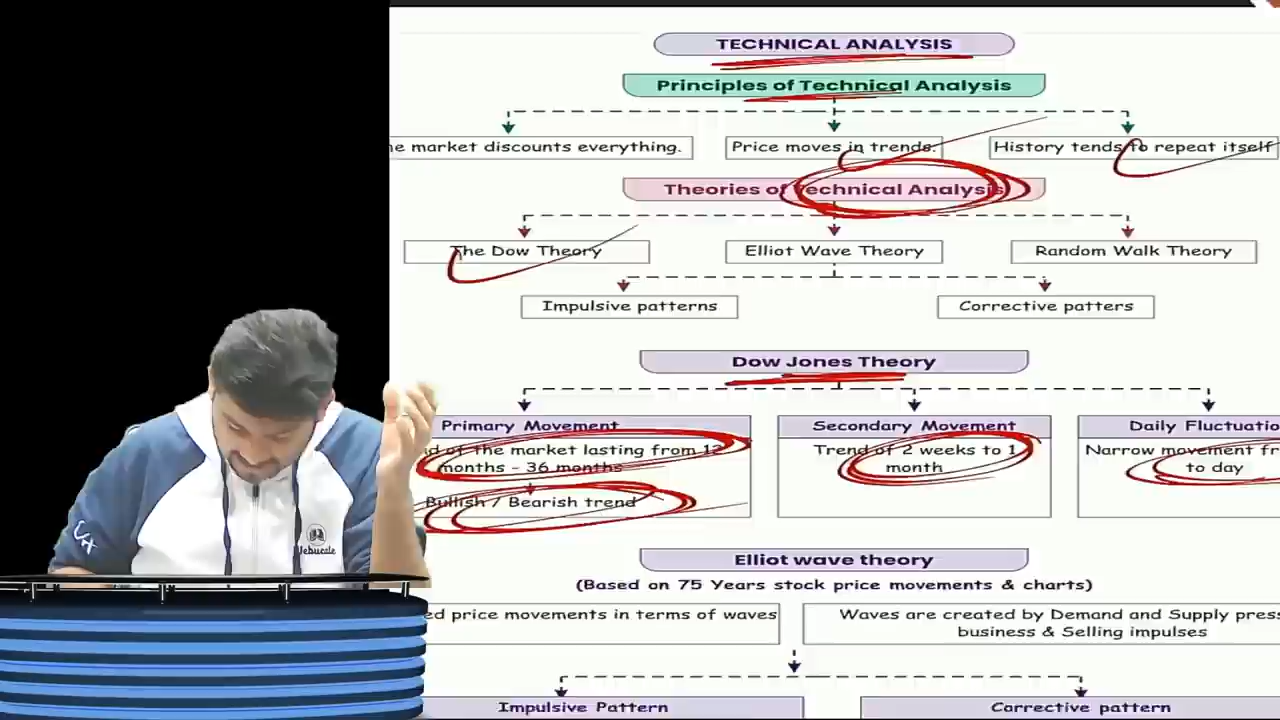 TECHNICAL ANALYSIS
Principles of Technical Analysis
market discounts everything.
Price moves in trends.
History tends to repeat itself
Theories of Technical Analysis
The Dow Theory
Elliot Wave Theory
Random Walk Theory
Impulsive patterns
Corrective patters
Dow Jones Theory
Primary Movement
of the market lasting from 12
months - 36 months
Bullish / Bearish trend
Secondary Movement
Trend of 2 weeks to 1
month
Daily
Narrow movement
to day
Elliot wave theory
(Based on 75 Years stock price movements & charts)
price movements in terms of waves
Waves are created by Demand and Supply
business & Selling impulses
Impulsive Pattern
Corrective pattern